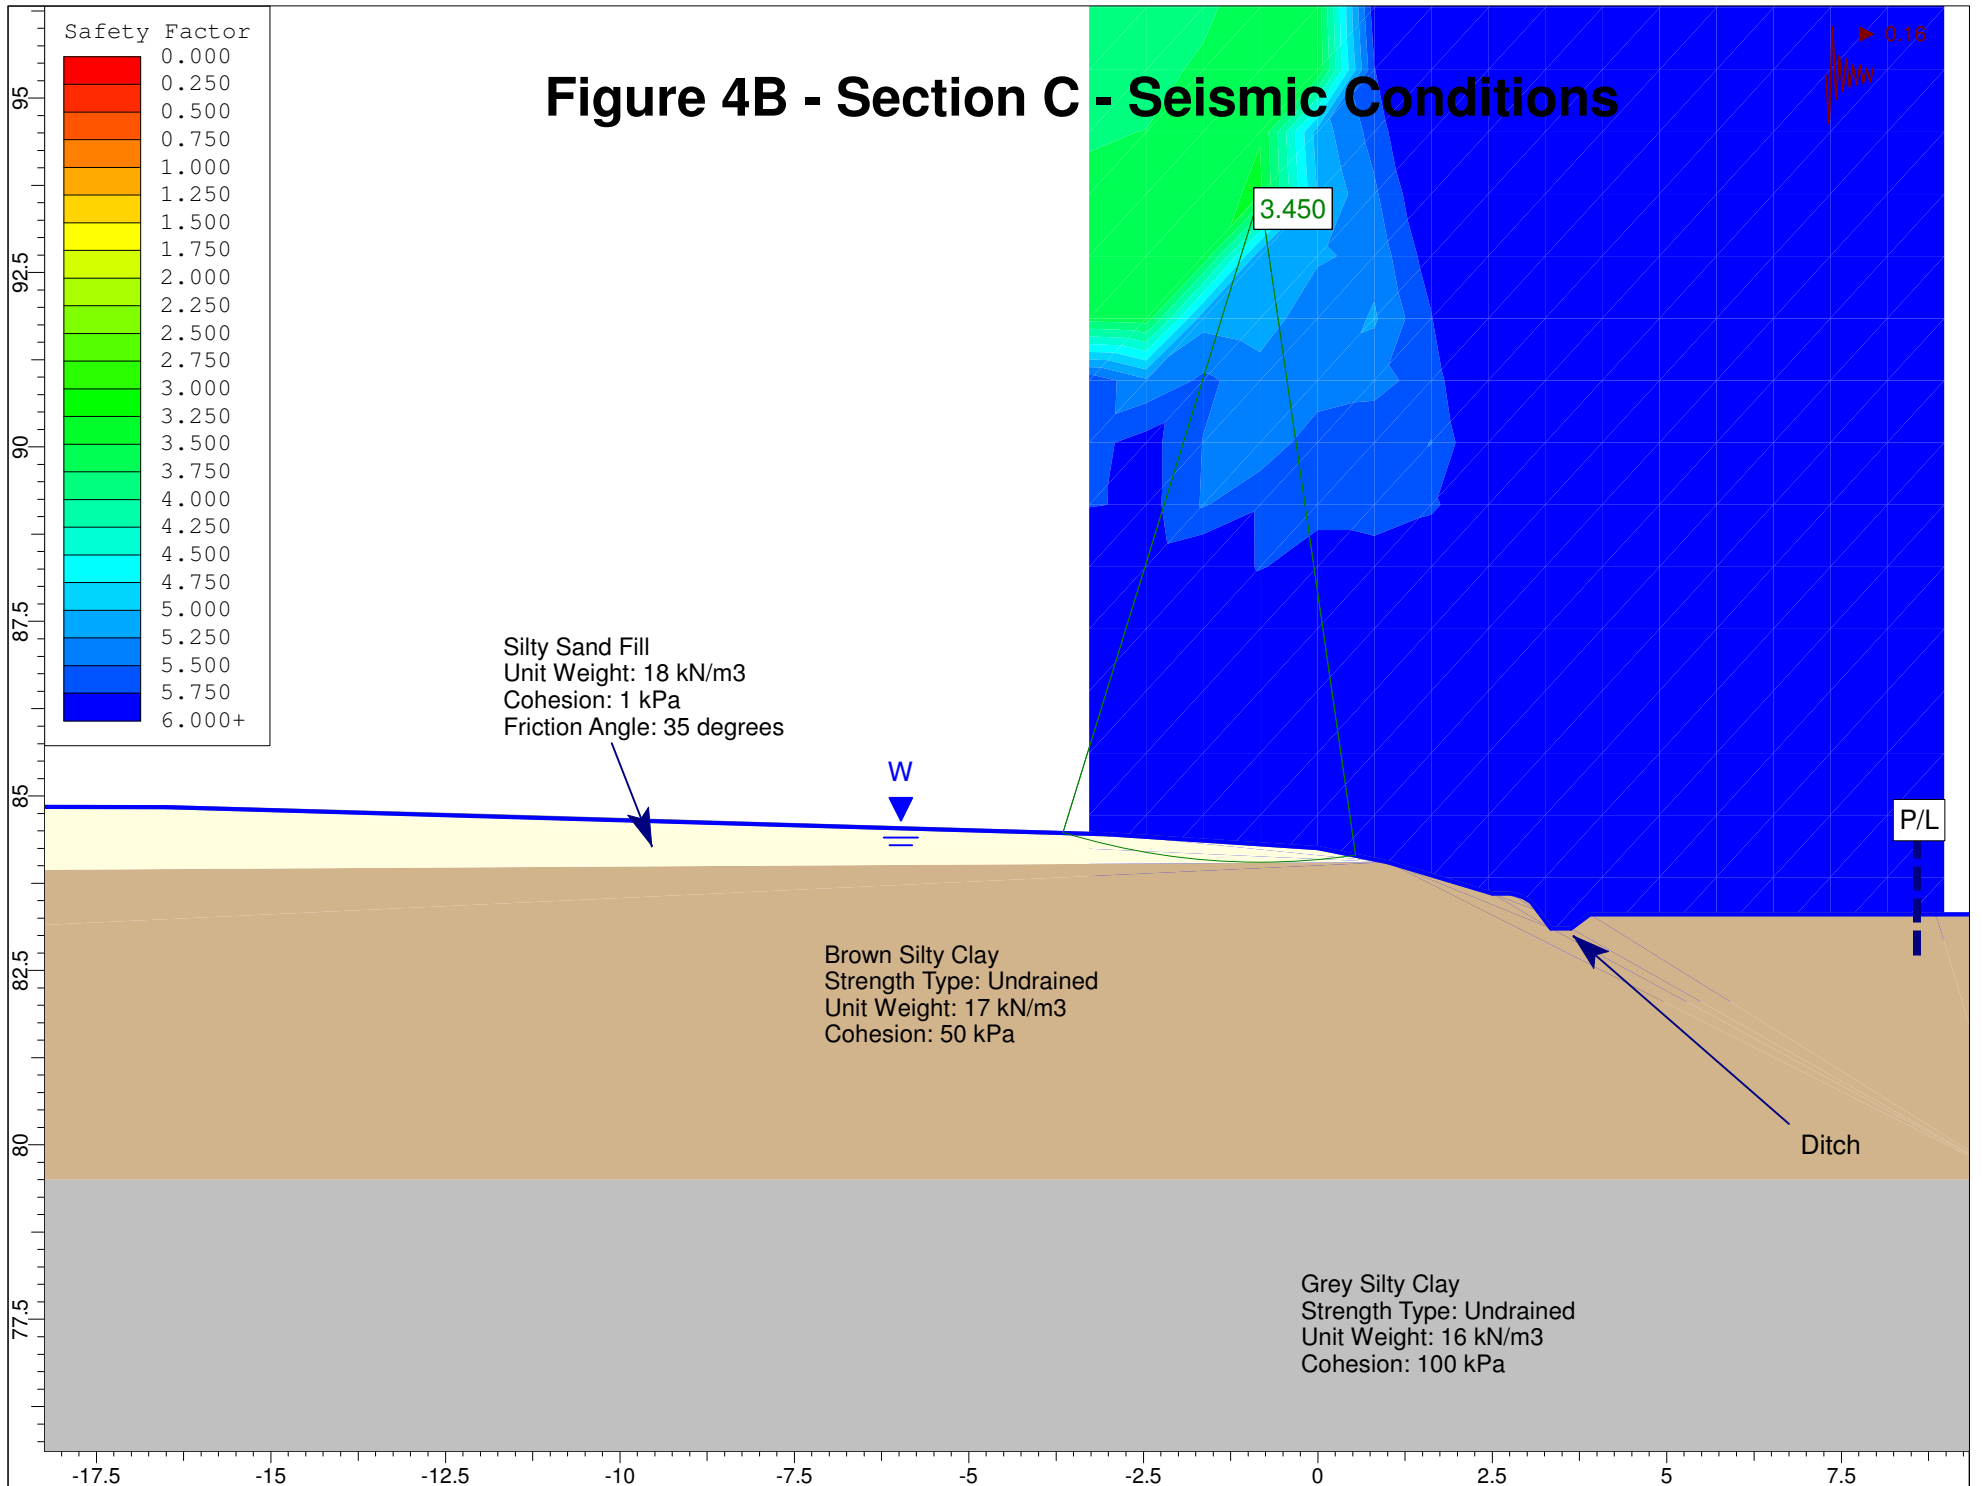 Safety Factor
0.000
0.250
0.500
0.750
1.000
1.250
1.500
1.750
2.000
2.250
2.500
2.750
3.000
3.250
3.500
3.750
4.000
4.250
4.500
4.750
5.000
5.250
5.500
5.750
6.000+
Figure 4B - Section C - Seismic Conditions
0.16
3.450
Silty Sand Fill
Unit Weight: 18 kN/m3
Cohesion: 1 kPa
Friction Angle: 35 degrees
W
P/L
Brown Silty Clay
Strength Type: Undrained
Unit Weight: 17 kN/m3
Cohesion: 50 kPa
Ditch
Grey Silty Clay
Strength Type: Undrained
Unit Weight: 16 kN/m3
Cohesion: 100 kPa
95
92.5
90
87.5
85
82.5
80
77.5
-17.5 -15 -12.5 -10 -7.5 -5 -2.5 0 2.5 5 7.5